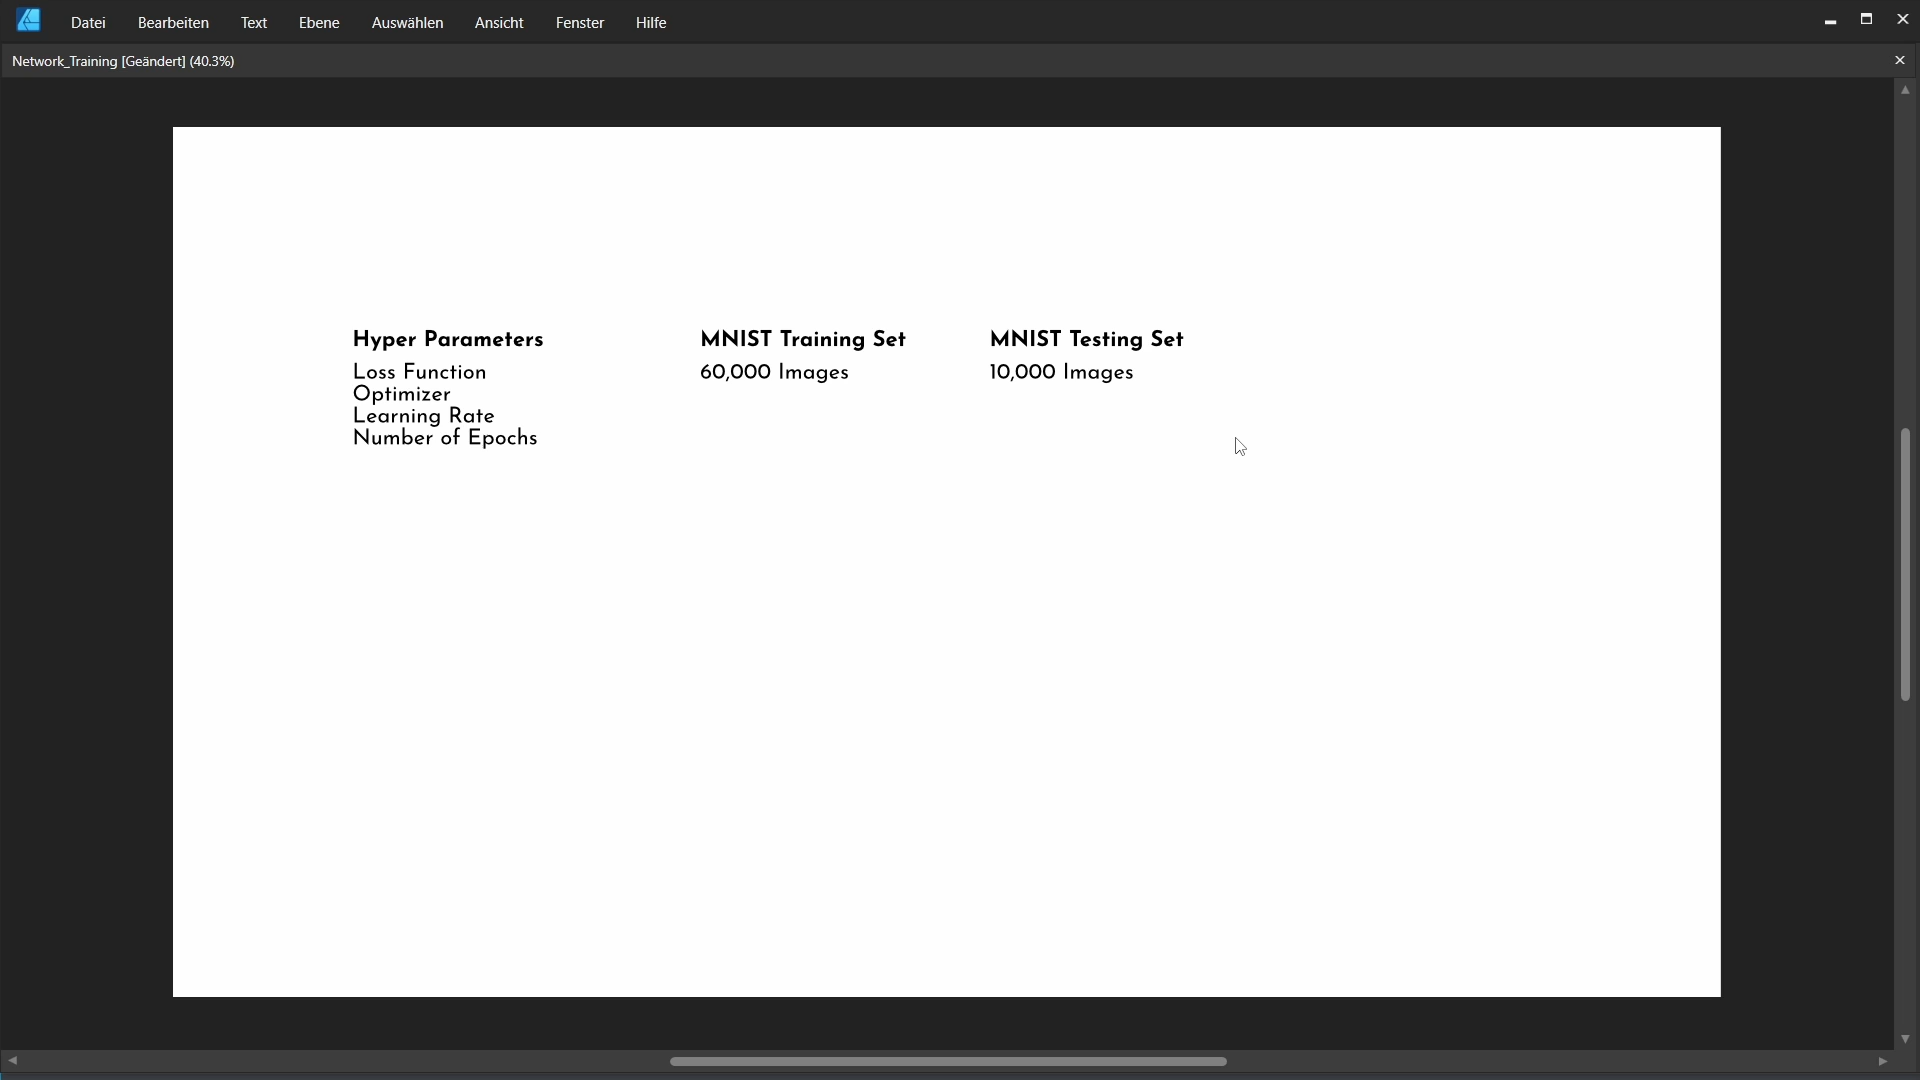 Datei Bearbeiten Text Ebene Auswählen Ansicht Fenster Hilfe
Network_Training [Geändert] (40.3%)
Hyper Parameters
Loss Function
Optimizer
Learning Rate
Number of Epochs
MNIST Training Set
60,000 Images
MNIST Testing Set
10,000 Images